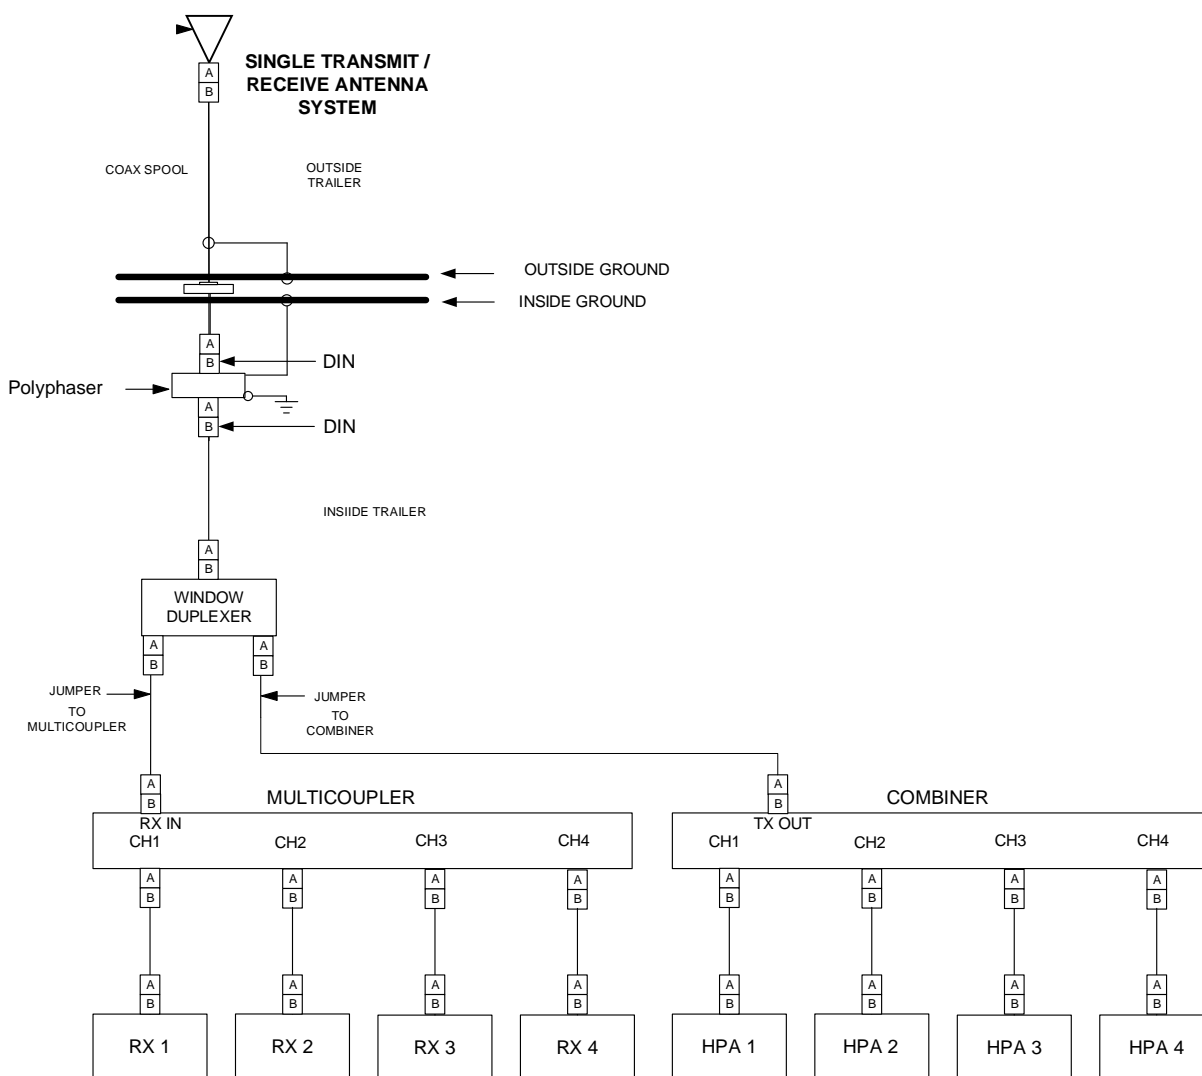 SINGLE TRANSMIT /
RECEIVE ANTENNA
SYSTEM
A
B
COAX SPOOL
OUTSIDE
TRAILER
OUTSIDE GROUND
INSIDE GROUND
A
B
DIN
Polyphaser
A
B
DIN
INSIIDE TRAILER
A
B
WINDOW
DUPLEXER
A
B
A
B
JUMPER
TO
MULTICOUPLER
JUMPER
TO
COMBINER
A
B
A
B
MULTICOUPLER
COMBINER
RX IN
TX OUT
CH1 CH2 CH3 CH4
CH1 CH2 CH3 CH4
A A A A A A A A
B B B B B B B B
A A A A A A A A
B B B B B B B B
RX 1 RX 2 RX 3 RX 4
HPA 1 HPA 2 HPA 3 HPA 4